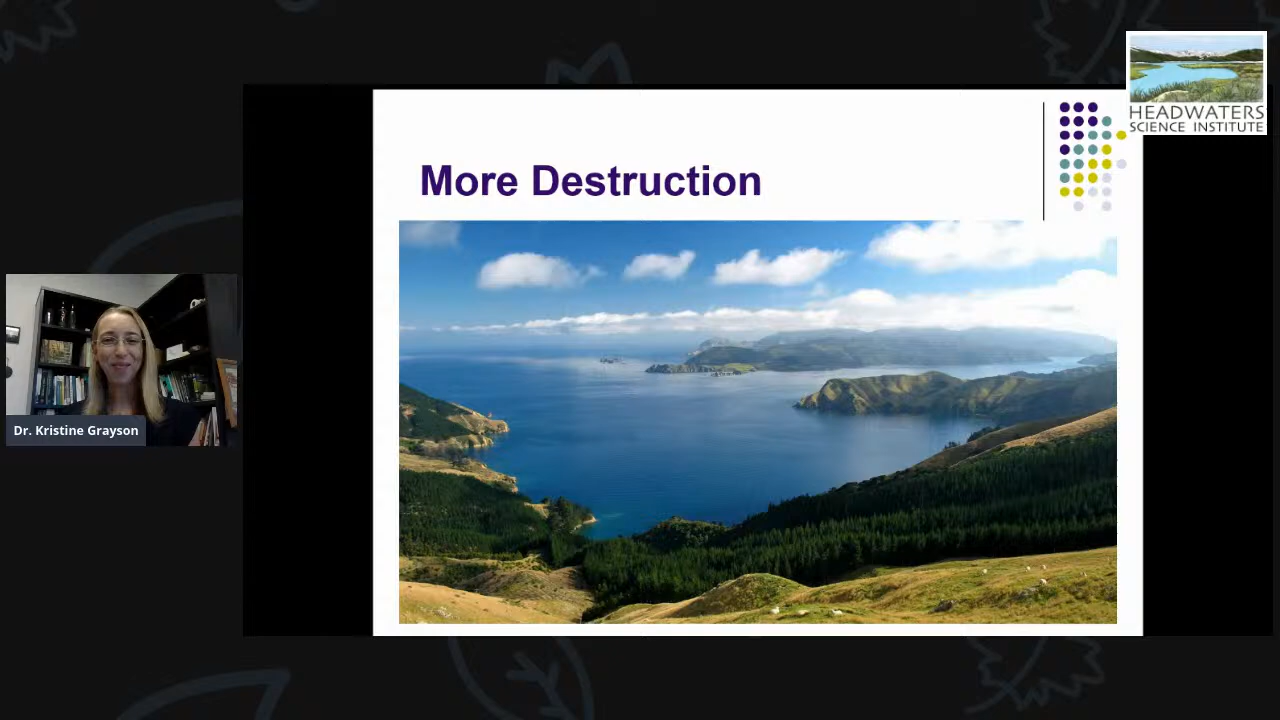 More Destruction
HEADWATERS
SCIENCE INSTITUTE
Dr. Kristine Grayson